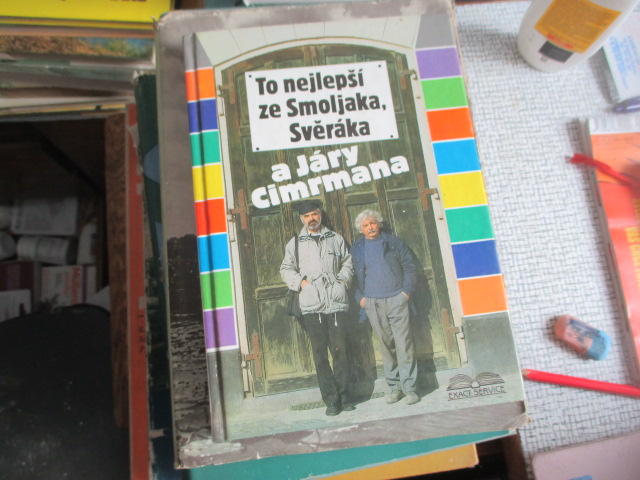 To nejlepší
ze Smoljaka,
Svěráka
a Járy
Cimrmana
EXACT SERVICE